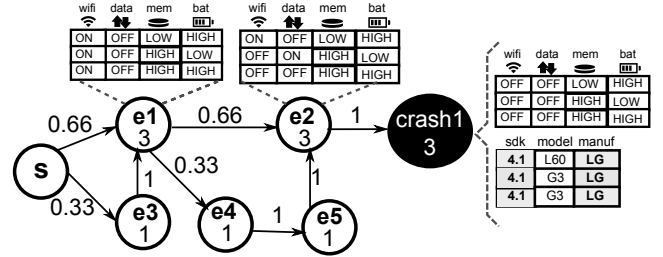 wifi data mem bat
ON OFF LOW HIGH
ON OFF HIGH LOW
ON OFF HIGH HIGH
wifi data mem bat
ON OFF LOW HIGH
OFF ON HIGH LOW
OFF OFF HIGH HIGH
wifi data mem bat
OFF OFF LOW HIGH
OFF OFF HIGH LOW
OFF OFF HIGH HIGH
sdk model manuf
4.1 L60 LG
4.1 G3 LG
4.1 G3 LG
s
0.66
0.33
e1
3
0.66
e2
3
1
crash1
3
1
0.33
e3
1
e4
1
1
e5
1
1